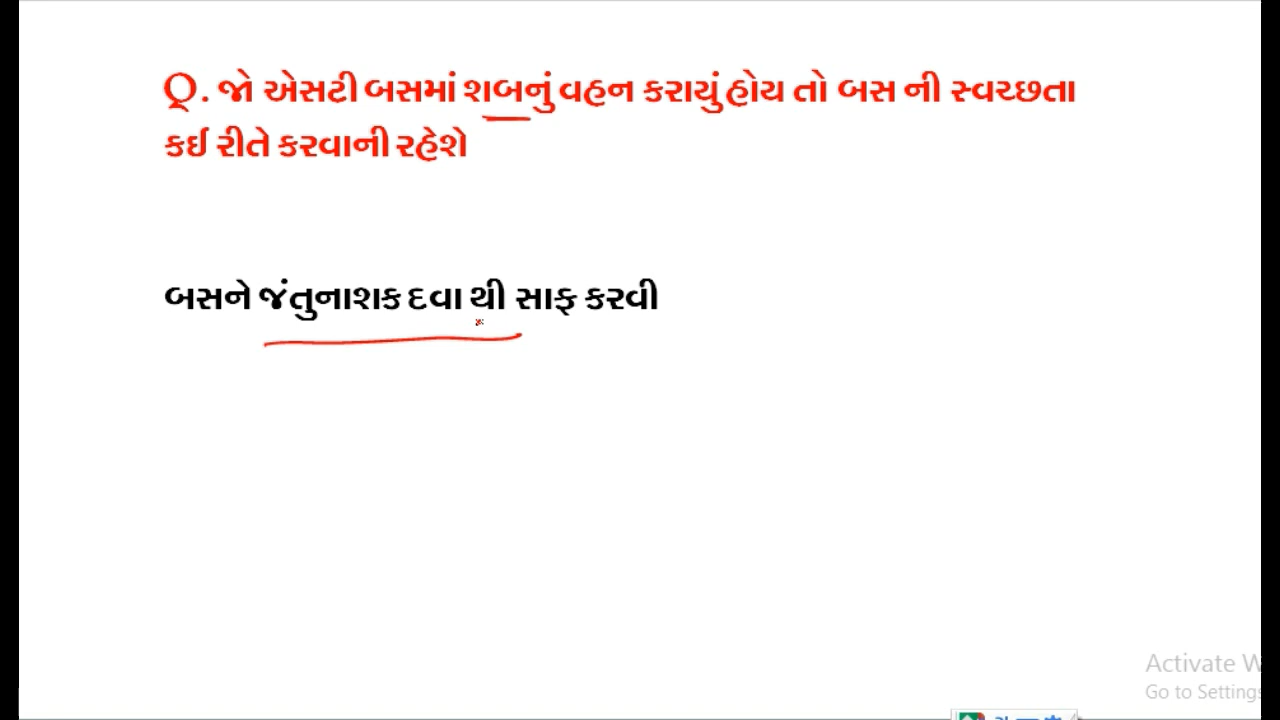 Q. જો એસટી બસમાં શબનું વહન કરાયું હોય તો બસ ની સ્વચ્છતા
કઈ રીતે કરવાની રહેશે
બસને જંતુનાશક દવા થી સાફ કરવી
Activate W
Go to Settings